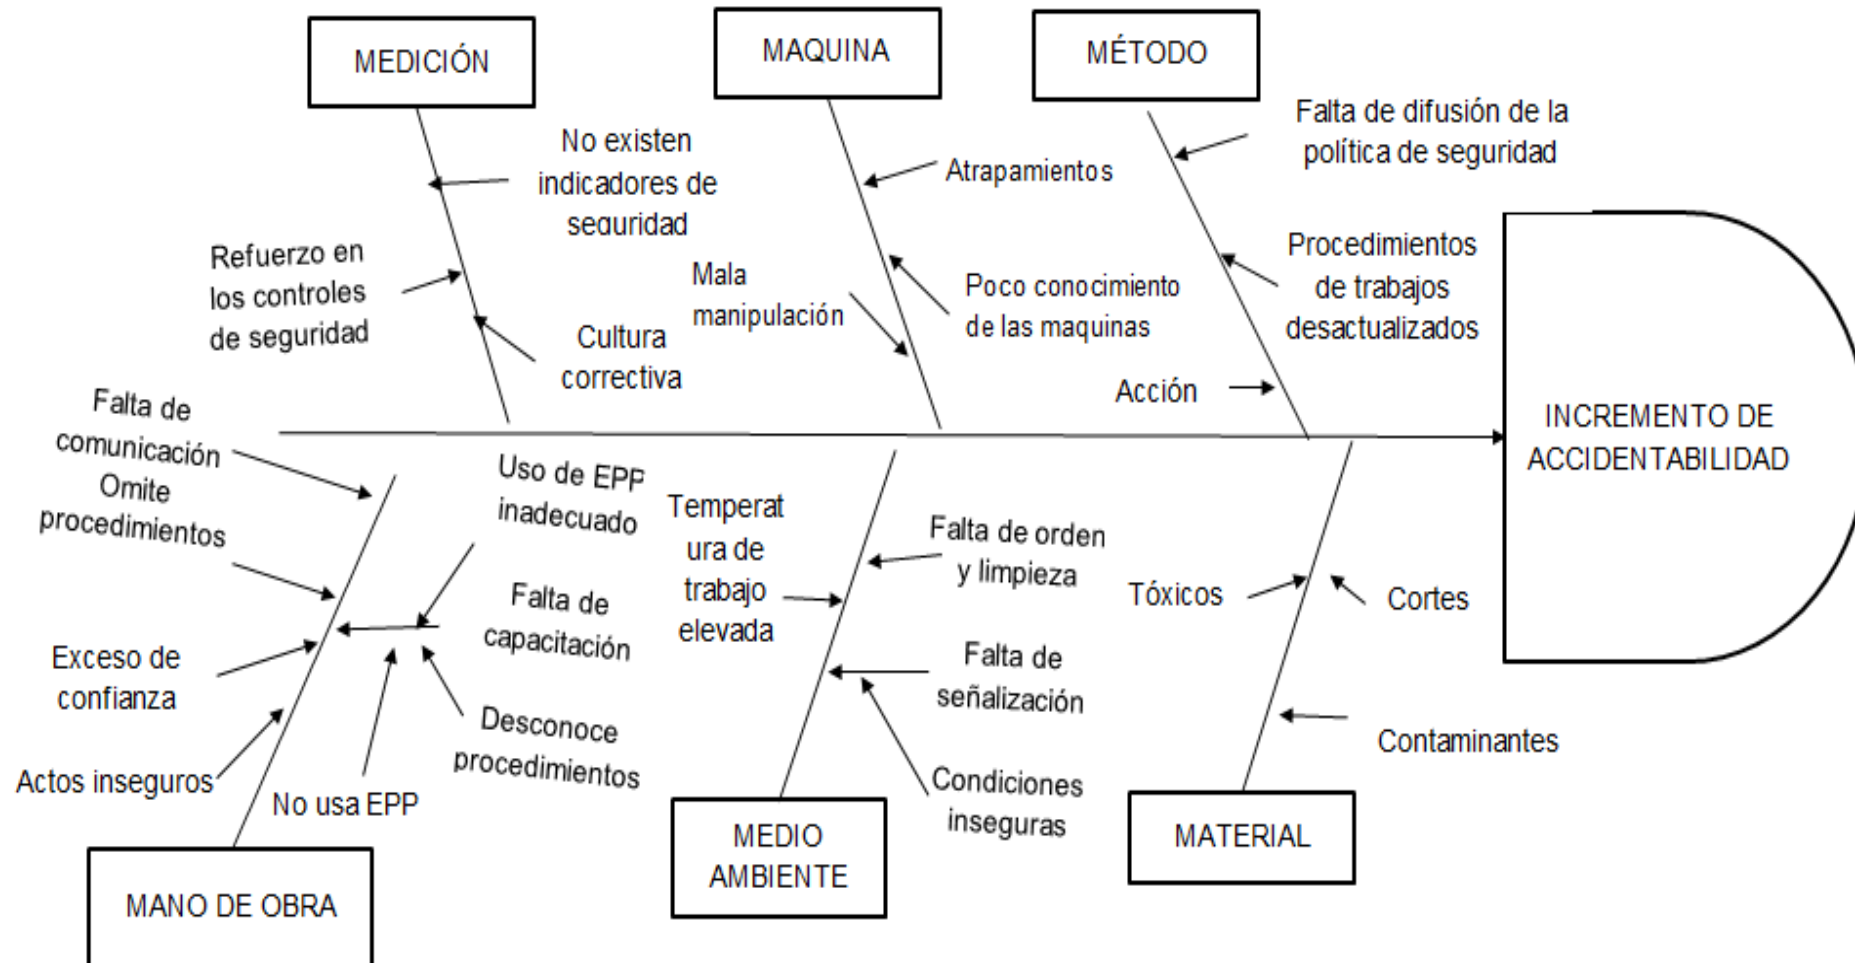 MEDICIÓN
MAQUINA
MÉTODO
No existen
indicadores de
seguridad
Refuerzo en
los controles
de seguridad
Cultura
correctiva
Atrapamientos
Mala
manipulación
Poco conocimiento
de las maquinas
Falta de difusión de la
política de seguridad
Procedimientos
de trabajos
desactualizados
Acción
INCREMENTO DE
ACCIDENTABILIDAD
Falta de
comunicación
Omite
procedimientos
Exceso de
confianza
Actos inseguros
No usa EPP
Uso de EPP
inadecuado
Falta de
capacitación
Desconoce
procedimientos
MANO DE OBRA
Temperat
ura de
trabajo
elevada
Falta de orden
y limpieza
Falta de
señalización
Condiciones
inseguras
MEDIO
AMBIENTE
Tóxicos
Cortes
Contaminantes
MATERIAL